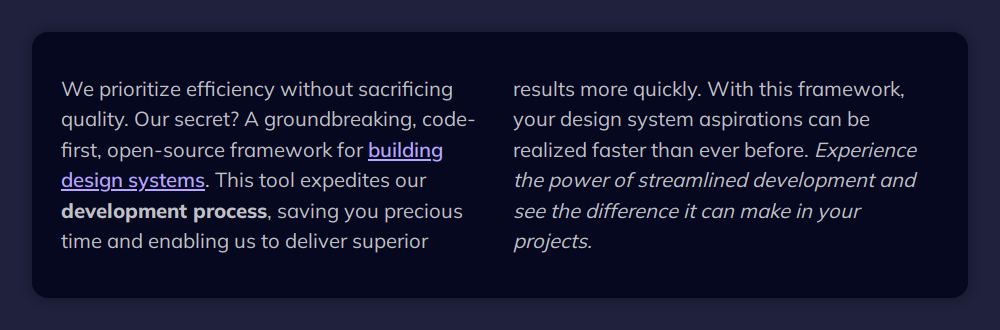 We prioritize efficiency without sacrificing
quality. Our secret? A groundbreaking, code-
first, open-source framework for building
design systems. This tool expedites our
development process, saving you precious
time and enabling us to deliver superior
results more quickly. With this framework,
your design system aspirations can be
realized faster than ever before. Experience
the power of streamlined development and
see the difference it can make in your
projects.